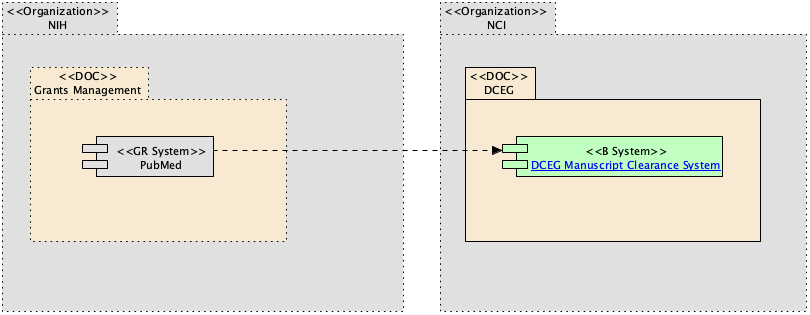 <<Organization>>
NIH
<<DOC>>
Grants Management
<<GR System>>
PubMed
<<Organization>>
NCI
<<DOC>>
DCEG
<<B System>>
DCEG Manuscript Clearance System